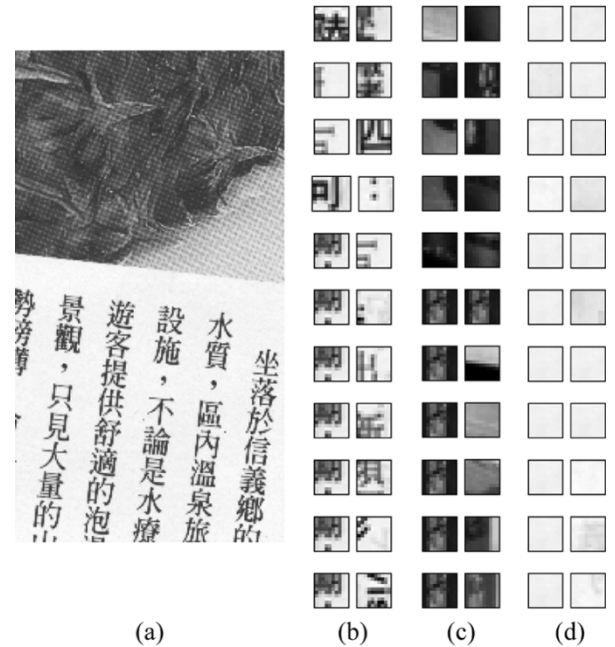 坐落於信義鄉的
水質，區內溫泉旅
設施，不論是水療
遊客提供舒適的泡
景觀，只見大量的
勢磅礡
(a) (b) (c) (d)